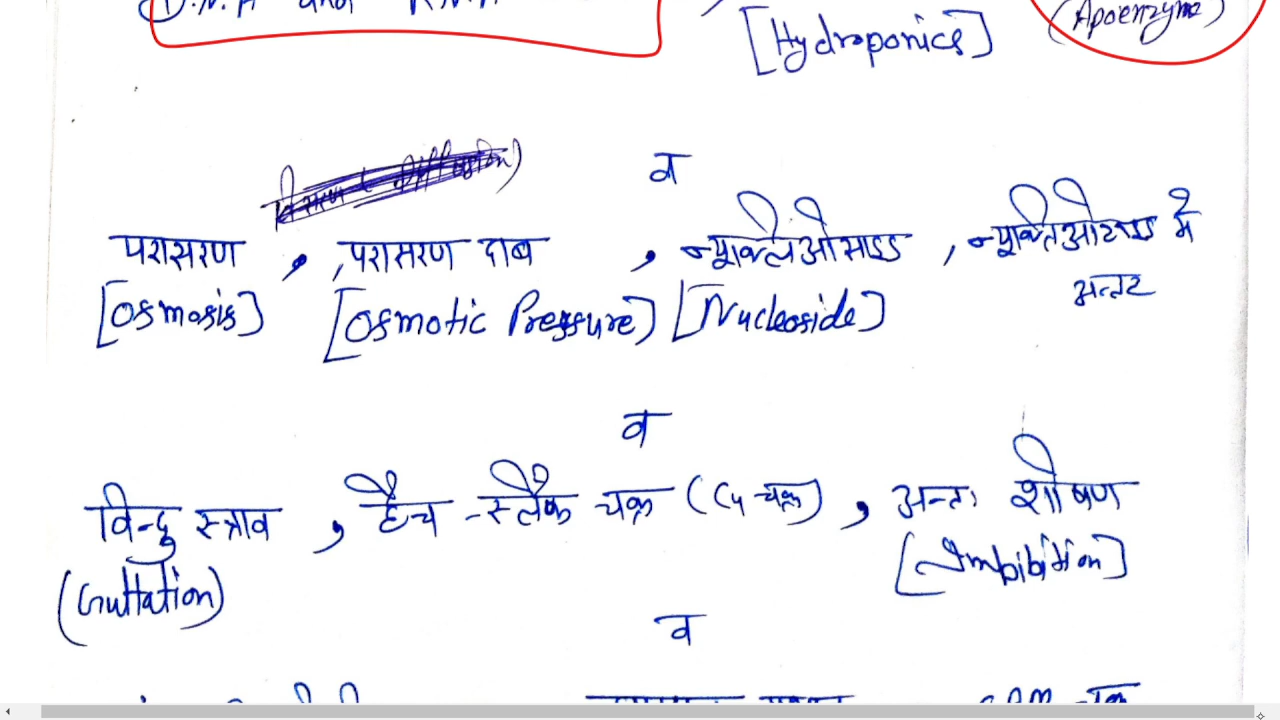 D.N.A and R.N.A
(Apoenzyme)
[Hydroponics]
व
परासरण , ,परासरण दाब , न्यूक्लिओसाइड , न्यूक्लिओटाइड में
अन्तर
[Osmosis] [Osmotic Pressure] [Nucleoside]
व
विन्दु स्त्राव , हैच -स्लैक चक्र (C4 चक्र) , अन्तः शोषण
(Guttation) [Imbibition]
व